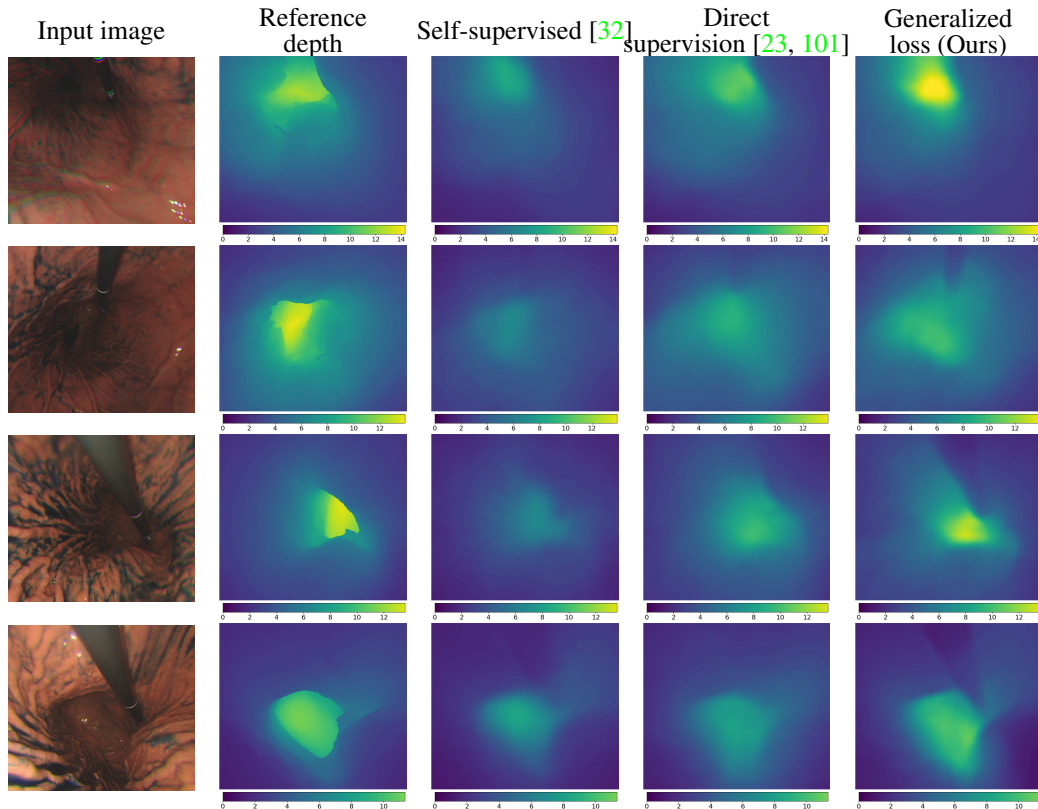 Input image
Reference
depth
Self-supervised [32]
Direct
supervision [23, 101]
Generalized
loss (Ours)
0 2 4 6 8 10 12 14
0 2 4 6 8 10 12 14
0 2 4 6 8 10 12 14
0 2 4 6 8 10 12 14
0 2 4 6 8 10 12
0 2 4 6 8 10 12
0 2 4 6 8 10 12
0 2 4 6 8 10 12
0 2 4 6 8 10 12
0 2 4 6 8 10 12
0 2 4 6 8 10 12
0 2 4 6 8 10 12
0 2 4 6 8 10
0 2 4 6 8 10
0 2 4 6 8 10
0 2 4 6 8 10